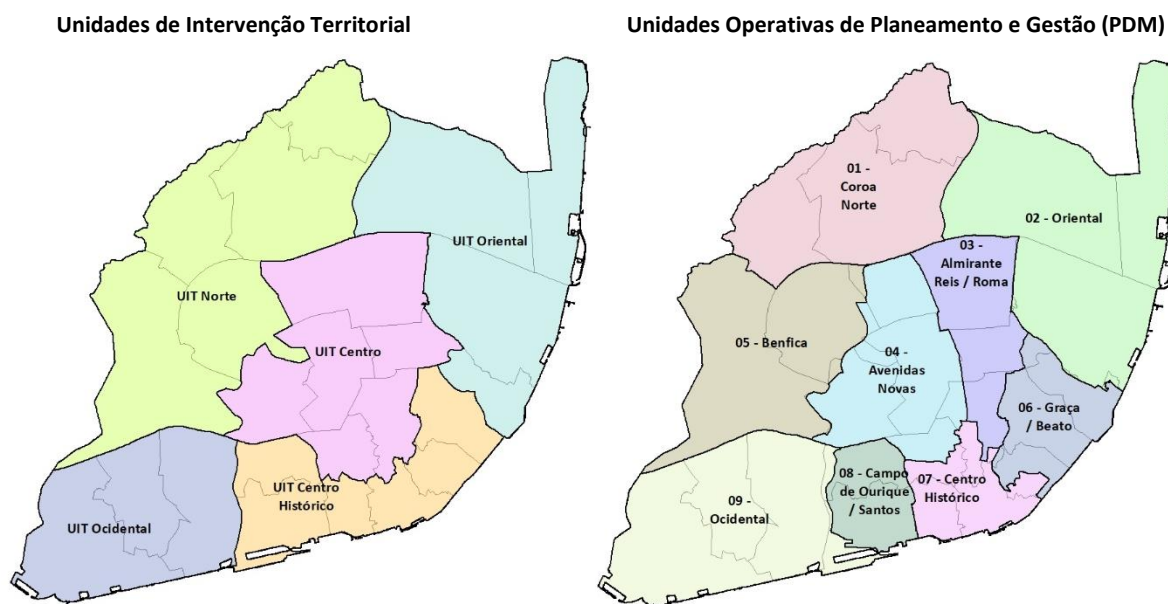 Unidades de Intervenção Territorial
UIT Oriental
UIT Norte
UIT Centro
UIT Centro
Histórico
UIT Ocidental
Unidades Operativas de Planeamento e Gestão (PDM)
01 -
Coroa
Norte
02 - Oriental
03 -
Almirante
Reis / Roma
05 - Benfica
04 -
Avenidas
Novas
06 - Graça
/ Beato
08 - Campo
de Ourique
/ Santos
07 - Centro
Histórico
09 -
Ocidental